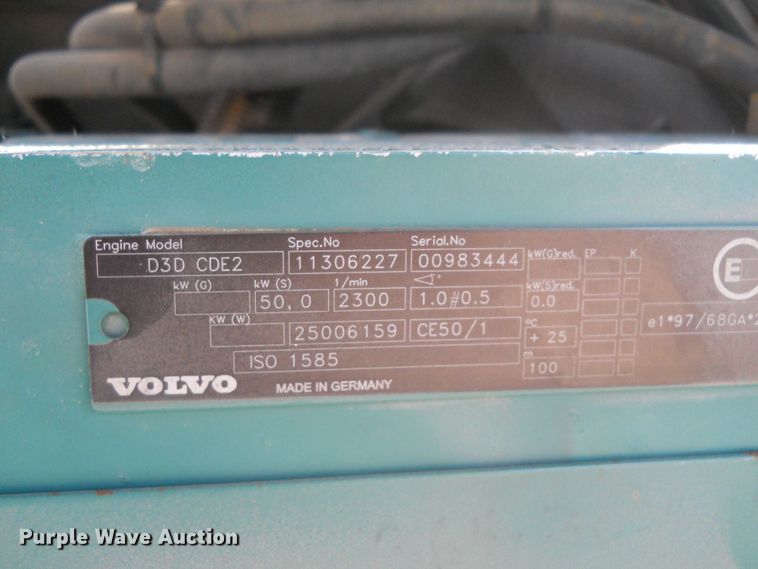 Engine Model Spec.No Serial.No kW(G)red. EP K
D3D CDE2 11306227 00983444
kW (G) kW (S) 1/min ° kW(S)red.
50,0 2300 1.0#0.5 0.0
KW (W) °C
25006159 CE50/1 + 25 e1*97/68GA*2
ISO 1585 m
100
E
VOLVO MADE IN GERMANY
Purple Wave Auction